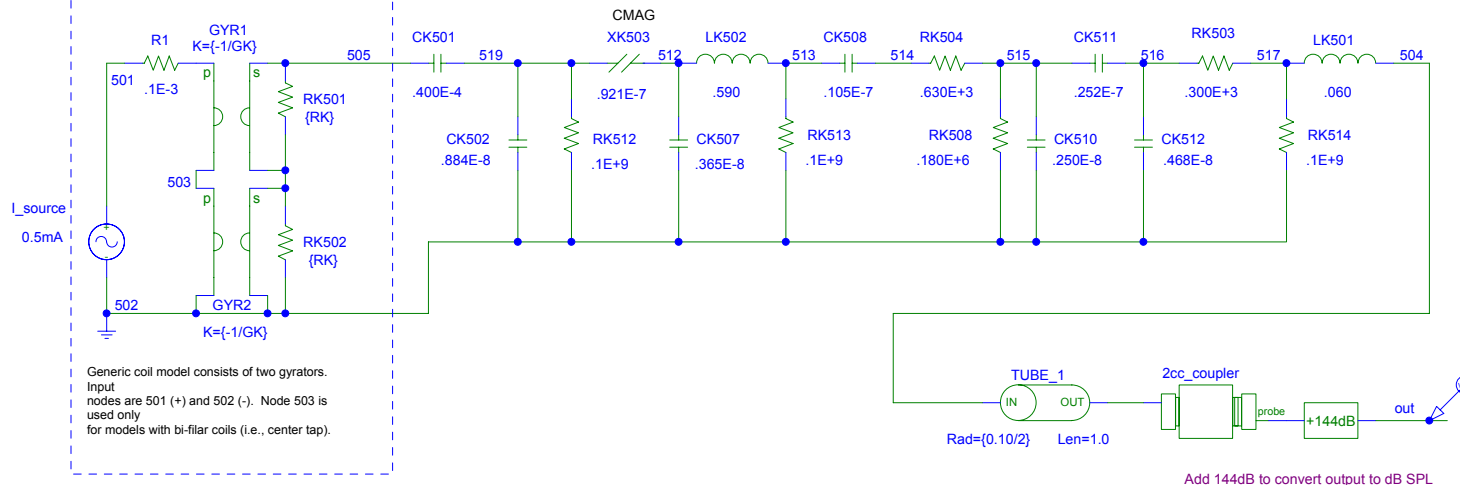 CMAG
GYR1
K={-1/GK}
R1
.1E-3
501
p
s
505
CK501
.400E-4
519
XK503
.921E-7
512
LK502
.590
513
CK508
.105E-7
514
RK504
.630E+3
515
CK511
.252E-7
516
RK503
.300E+3
517
LK501
.060
504
RK501
{RK}
CK502
.884E-8
RK512
.1E+9
CK507
.365E-8
RK513
.1E+9
RK508
.180E+6
CK510
.250E-8
CK512
.468E-8
RK514
.1E+9
503
p
s
I_source
0.5mA
RK502
{RK}
502
GYR2
K={-1/GK}
Generic coil model consists of two gyrators.
Input
nodes are 501 (+) and 502 (-). Node 503 is
used only
for models with bi-filar coils (i.e., center tap).
TUBE_1
IN
OUT
Rad={0.10/2}
Len=1.0
2cc_coupler
probe
+144dB
out
Add 144dB to convert output to dB SPL